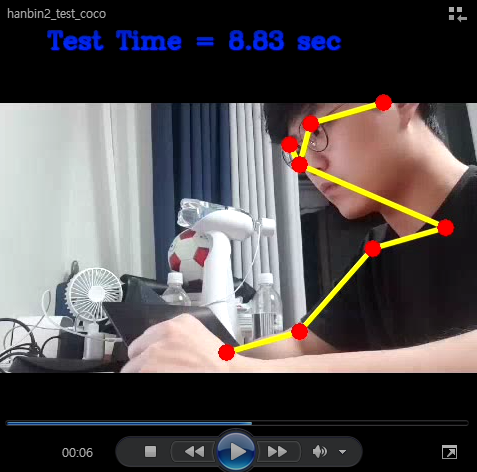 hanbin2_test_coco
Test Time = 8.83 sec
00:06